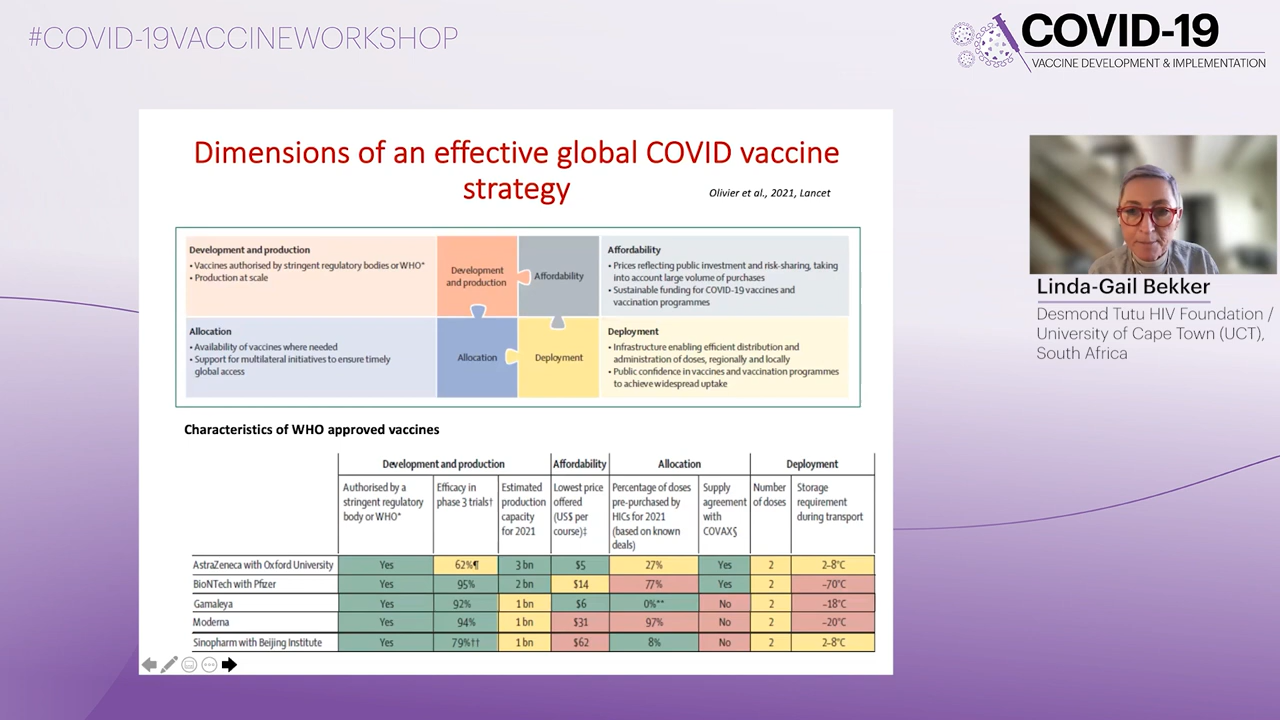 #COVID-19VACCINEWORKSHOP
COVID-19
VACCINE DEVELOPMENT & IMPLEMENTATION
Dimensions of an effective global COVID vaccine
strategy
Olivier et al., 2021, Lancet
Development and production
• Vaccines authorised by stringent regulatory bodies or WHO*
• Production at scale
Development
and production
Affordability
Affordability
• Prices reflecting public investment and risk-sharing, taking
into account large volume of purchases
• Sustainable funding for COVID-19 vaccines and
vaccination programmes
Allocation
• Availability of vaccines where needed
• Support for multilateral initiatives to ensure timely
global access
Allocation
Deployment
Deployment
• Infrastructure enabling efficient distribution and
administration of doses, regionally and locally
• Public confidence in vaccines and vaccination programmes
to achieve widespread uptake
Linda-Gail Bekker
Desmond Tutu HIV Foundation /
University of Cape Town (UCT),
South Africa
Characteristics of WHO approved vaccines
Development and production Affordability Allocation Deployment
Authorised by a
stringent regulatory
body or WHO*
Efficacy in
phase 3 trials†
Estimated
production
capacity
for 2021
Lowest price
offered
(US$ per
course)‡
Percentage of doses
pre-purchased by
HICs for 2021
(based on known
deals)
Supply
agreement
with
COVAX§
Number
of doses
Storage
requirement
during transport
AstraZeneca with Oxford University Yes 62%¶ 3 bn $5 27% Yes 2 2–8°C
BioNTech with Pfizer Yes 95% 2 bn $14 77% Yes 2 –70°C
Gamaleya Yes 92% 1 bn $6 0%** No 2 –18°C
Moderna Yes 94% 1 bn $31 97% No 2 –20°C
Sinopharm with Beijing Institute Yes 79%†† 1 bn $62 8% No 2 2–8°C